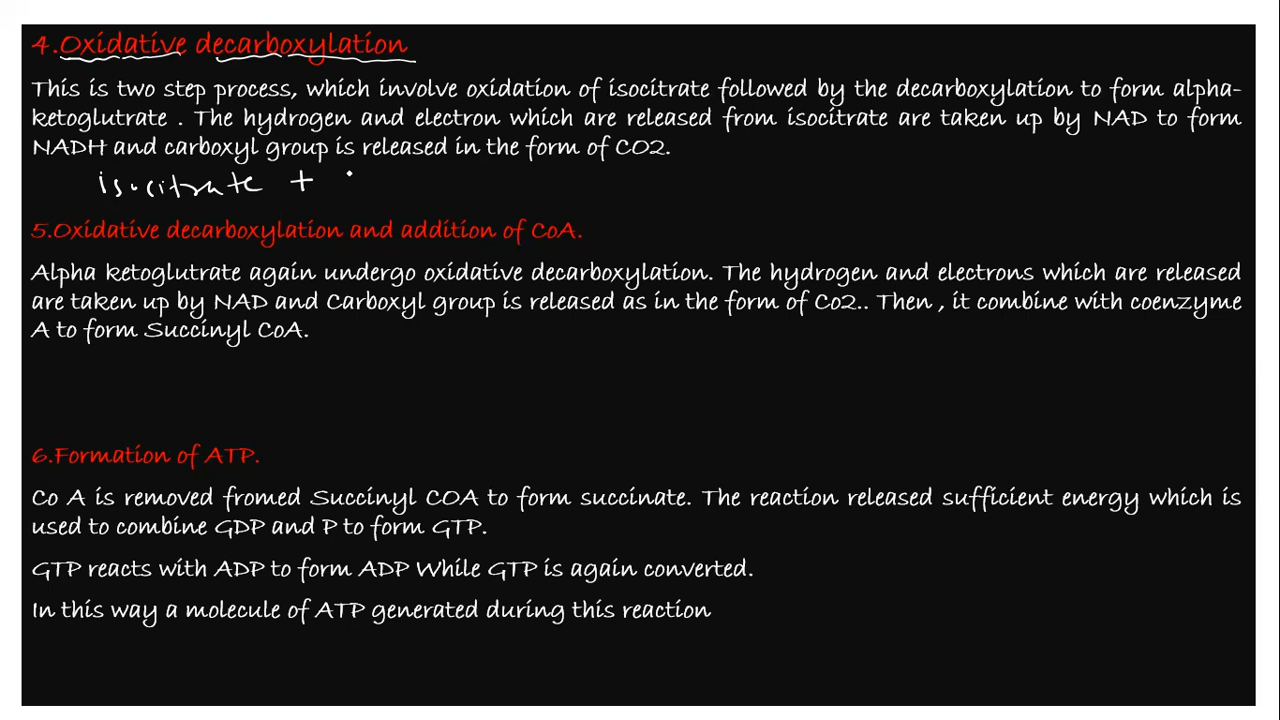 4.Oxidative decarboxylation
This is two step process, which involve oxidation of isocitrate followed by the decarboxylation to form alpha-
ketoglutrate . The hydrogen and electron which are released from isocitrate are taken up by NAD to form
NADH and carboxyl group is released in the form of CO2.
isocitrate +
5.Oxidative decarboxylation and addition of CoA.
Alpha ketoglutrate again undergo oxidative decarboxylation. The hydrogen and electrons which are released
are taken up by NAD and Carboxyl group is released as in the form of Co2.. Then , it combine with coenzyme
A to form Succinyl CoA.
6.Formation of ATP.
Co A is removed fromed Succinyl COA to form succinate. The reaction released sufficient energy which is
used to combine GDP and P to form GTP.
GTP reacts with ADP to form ADP While GTP is again converted.
In this way a molecule of ATP generated during this reaction